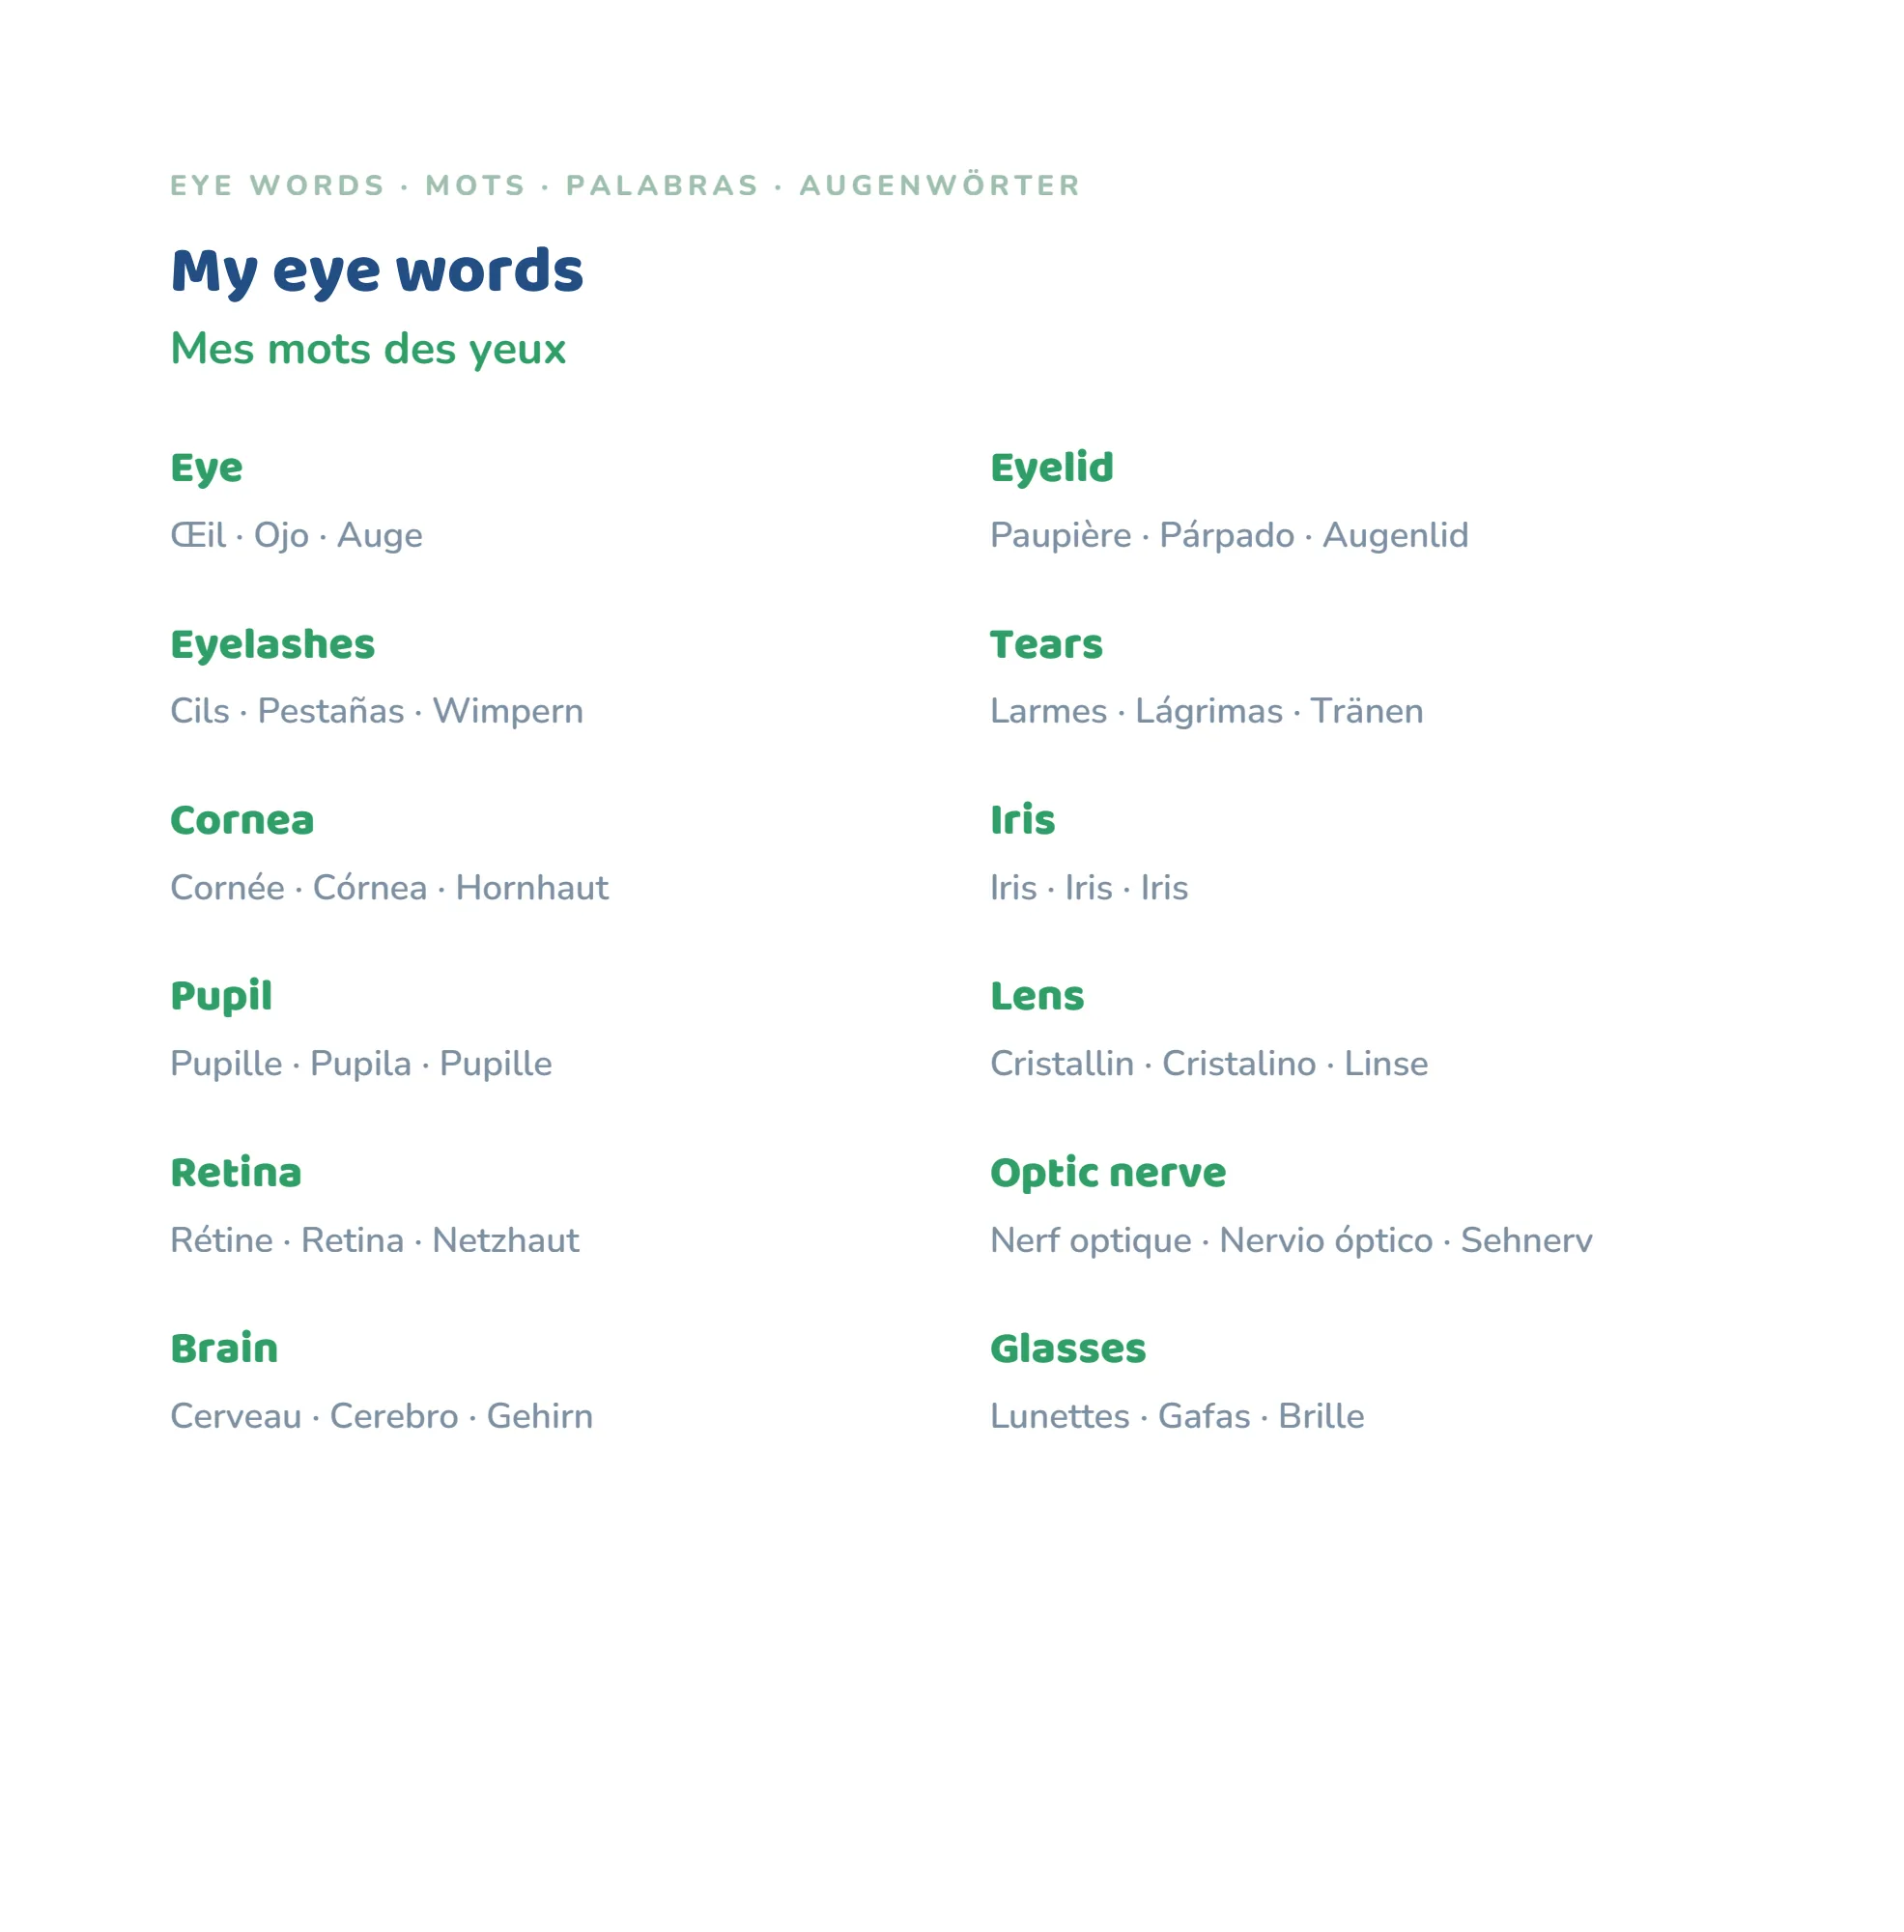 EYE WORDS · MOTS · PALABRAS · AUGENWÖRTER
My eye words
Mes mots des yeux
Eye
Œil · Ojo · Auge
Eyelid
Paupière · Párpado · Augenlid
Eyelashes
Cils · Pestañas · Wimpern
Tears
Larmes · Lágrimas · Tränen
Cornea
Cornée · Córnea · Hornhaut
Iris
Iris · Iris · Iris
Pupil
Pupille · Pupila · Pupille
Lens
Cristallin · Cristalino · Linse
Retina
Rétine · Retina · Netzhaut
Optic nerve
Nerf optique · Nervio óptico · Sehnerv
Brain
Cerveau · Cerebro · Gehirn
Glasses
Lunettes · Gafas · Brille